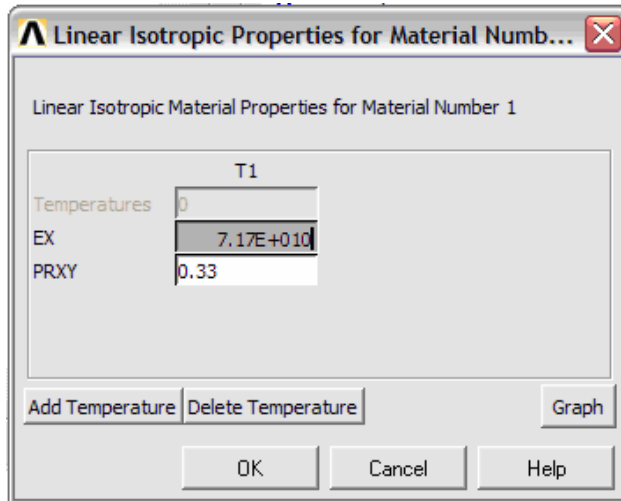 Linear Isotropic Properties for Material Numb...
Linear Isotropic Material Properties for Material Number 1
T1
Temperatures 0
EX 7.17E+010
PRXY 0.33
Add Temperature Delete Temperature Graph
OK Cancel Help